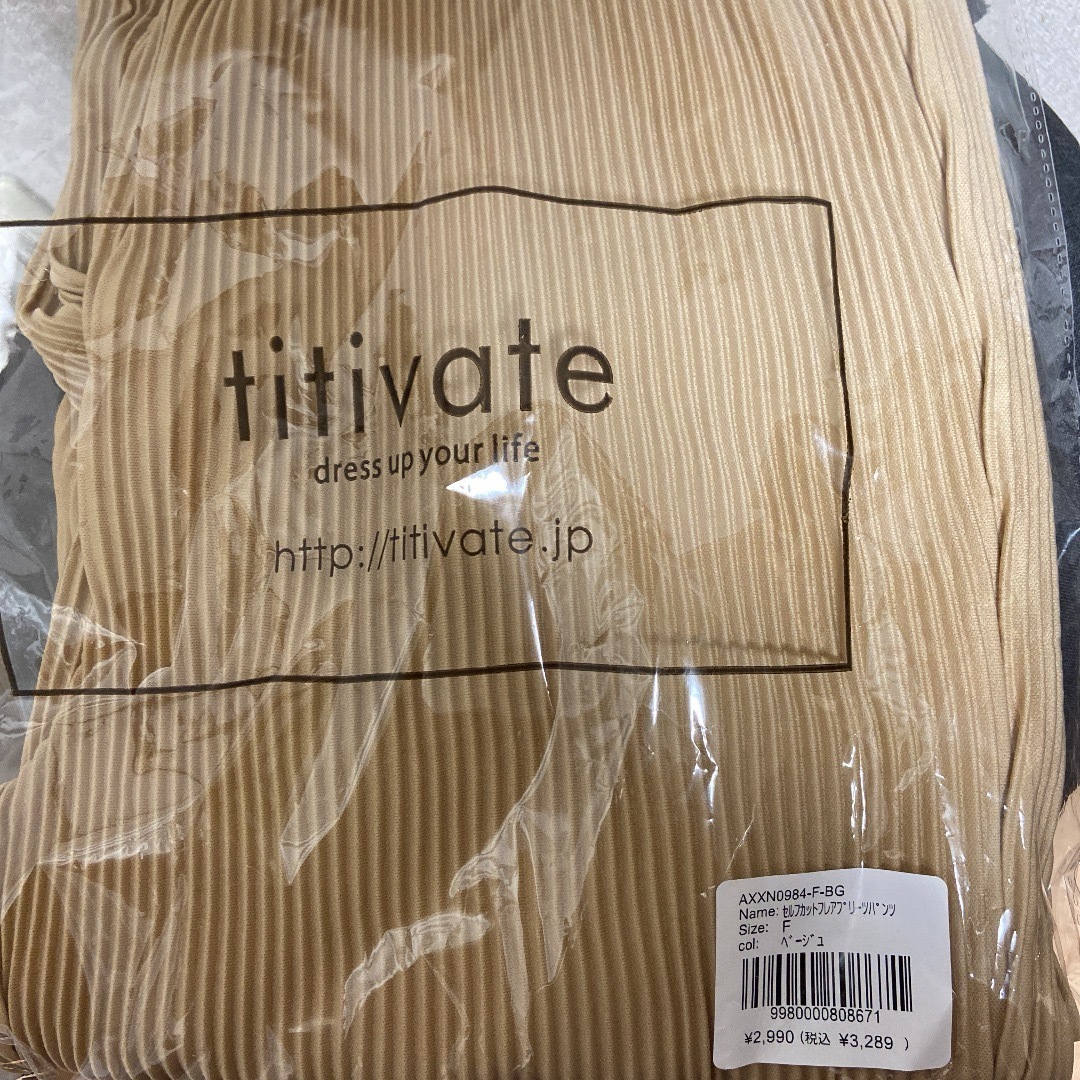 titivate
dress up your life
http://titivate.jp
AXXN0984-F-BG
Name: ｾﾙﾌｶｯﾄﾌﾚｱﾌﾟﾘｰﾂﾊﾟﾝﾂ
Size: F
col: ﾍﾞｰｼﾞｭ
9980000808671
¥2,990 (税込 ¥3,289 )